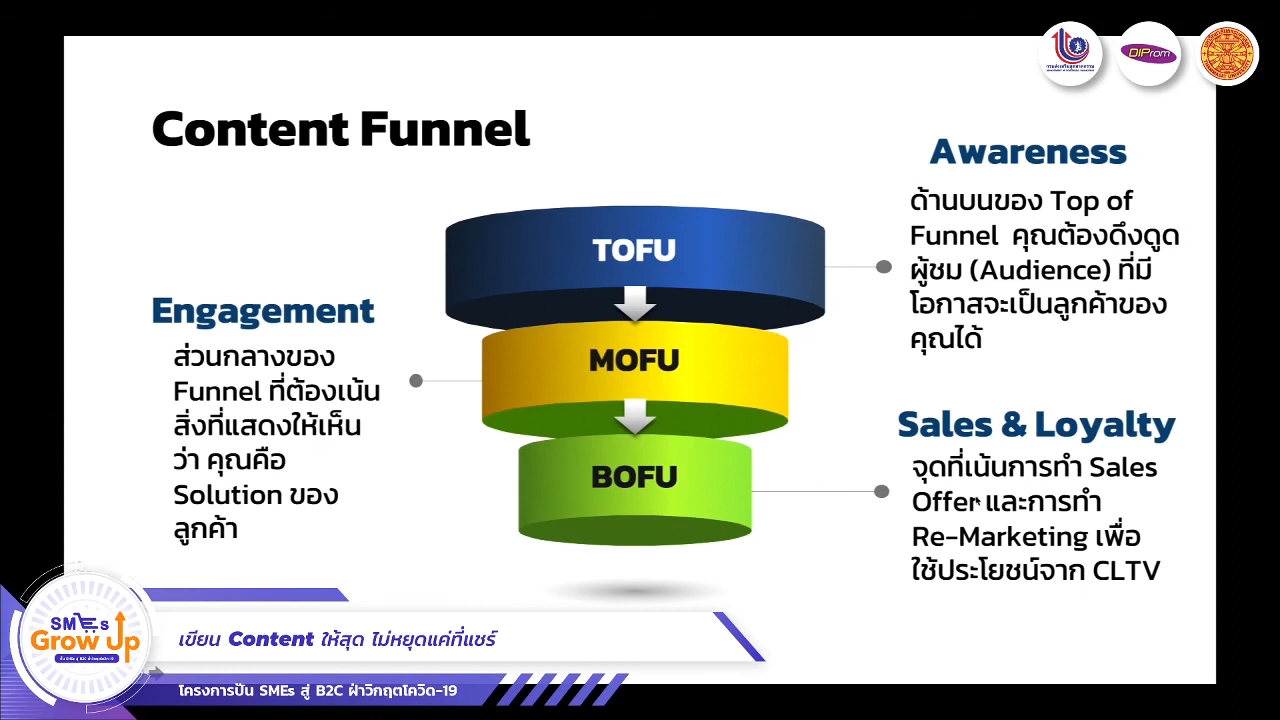 DIProm
Content Funnel
Awareness
ด้านบนของ Top of
Funnel คุณต้องดึงดูด
ผู้ชม (Audience) ที่มี
โอกาสจะเป็นลูกค้าของ
คุณได้
TOFU
Engagement
ส่วนกลางของ
Funnel ที่ต้องเน้น
สิ่งที่แสดงให้เห็น
ว่า คุณคือ
Solution ของ
ลูกค้า
MOFU
BOFU
Sales & Loyalty
จุดที่เน้นการทำ Sales
Offer และการทำ
Re-Marketing เพื่อ
ใช้ประโยชน์จาก CLTV
SMEs
Grow Up
เขียน Content ให้สุด ไม่หยุดแค่ที่แชร์
โครงการปั้น SMEs สู่ B2C ฝ่าวิกฤตโควิด-19